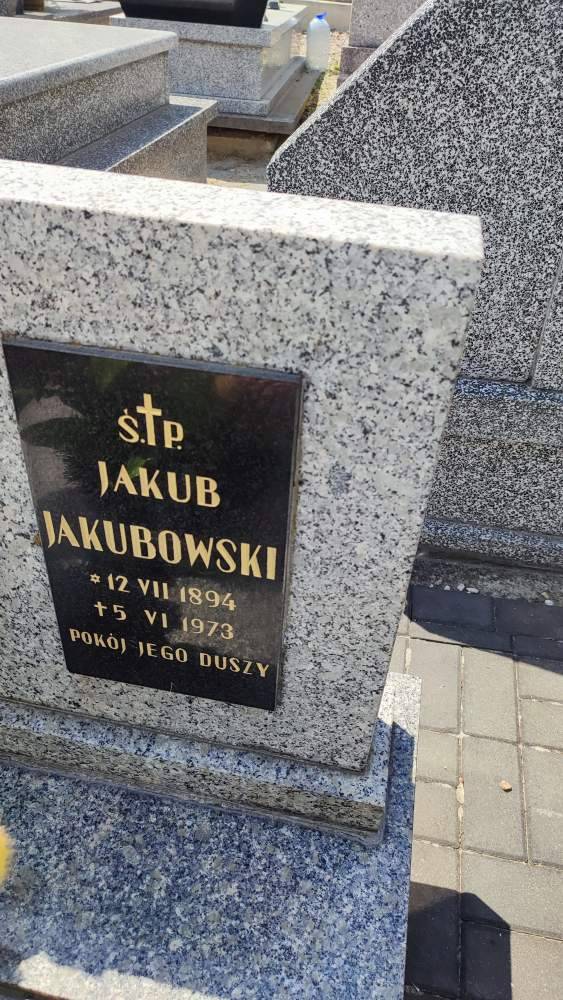 Ś.†P.
JAKUB
JAKUBOWSKI
* 12 VII 1894
† 5 VI 1973
POKÓJ JEGO DUSZY